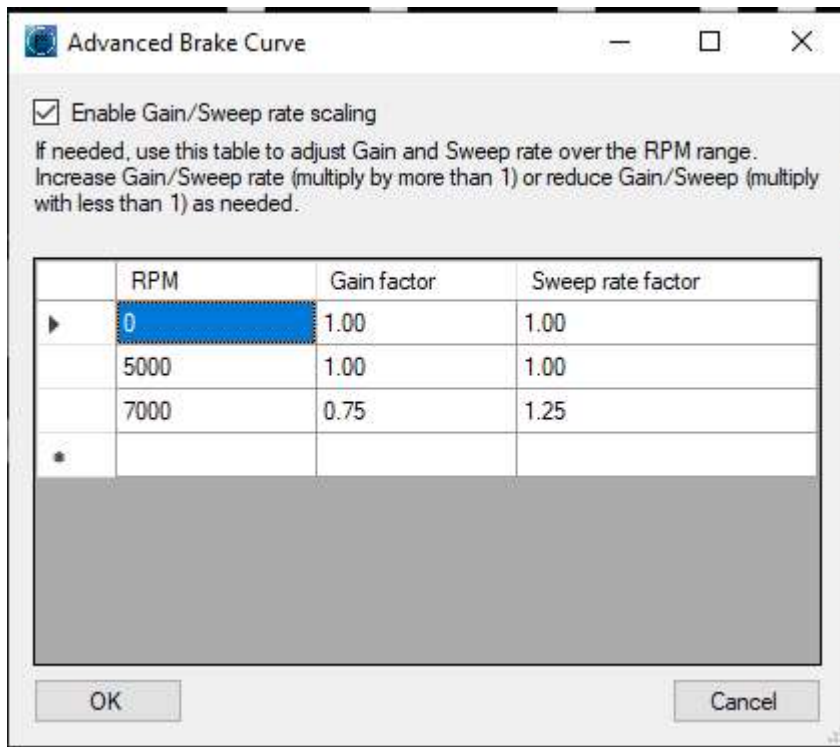 Advanced Brake Curve
Enable Gain/Sweep rate scaling
If needed, use this table to adjust Gain and Sweep rate over the RPM range.
Increase Gain/Sweep rate (multiply by more than 1) or reduce Gain/Sweep (multiply
with less than 1) as needed.
RPM Gain factor Sweep rate factor
0 1.00 1.00
5000 1.00 1.00
7000 0.75 1.25
OK Cancel